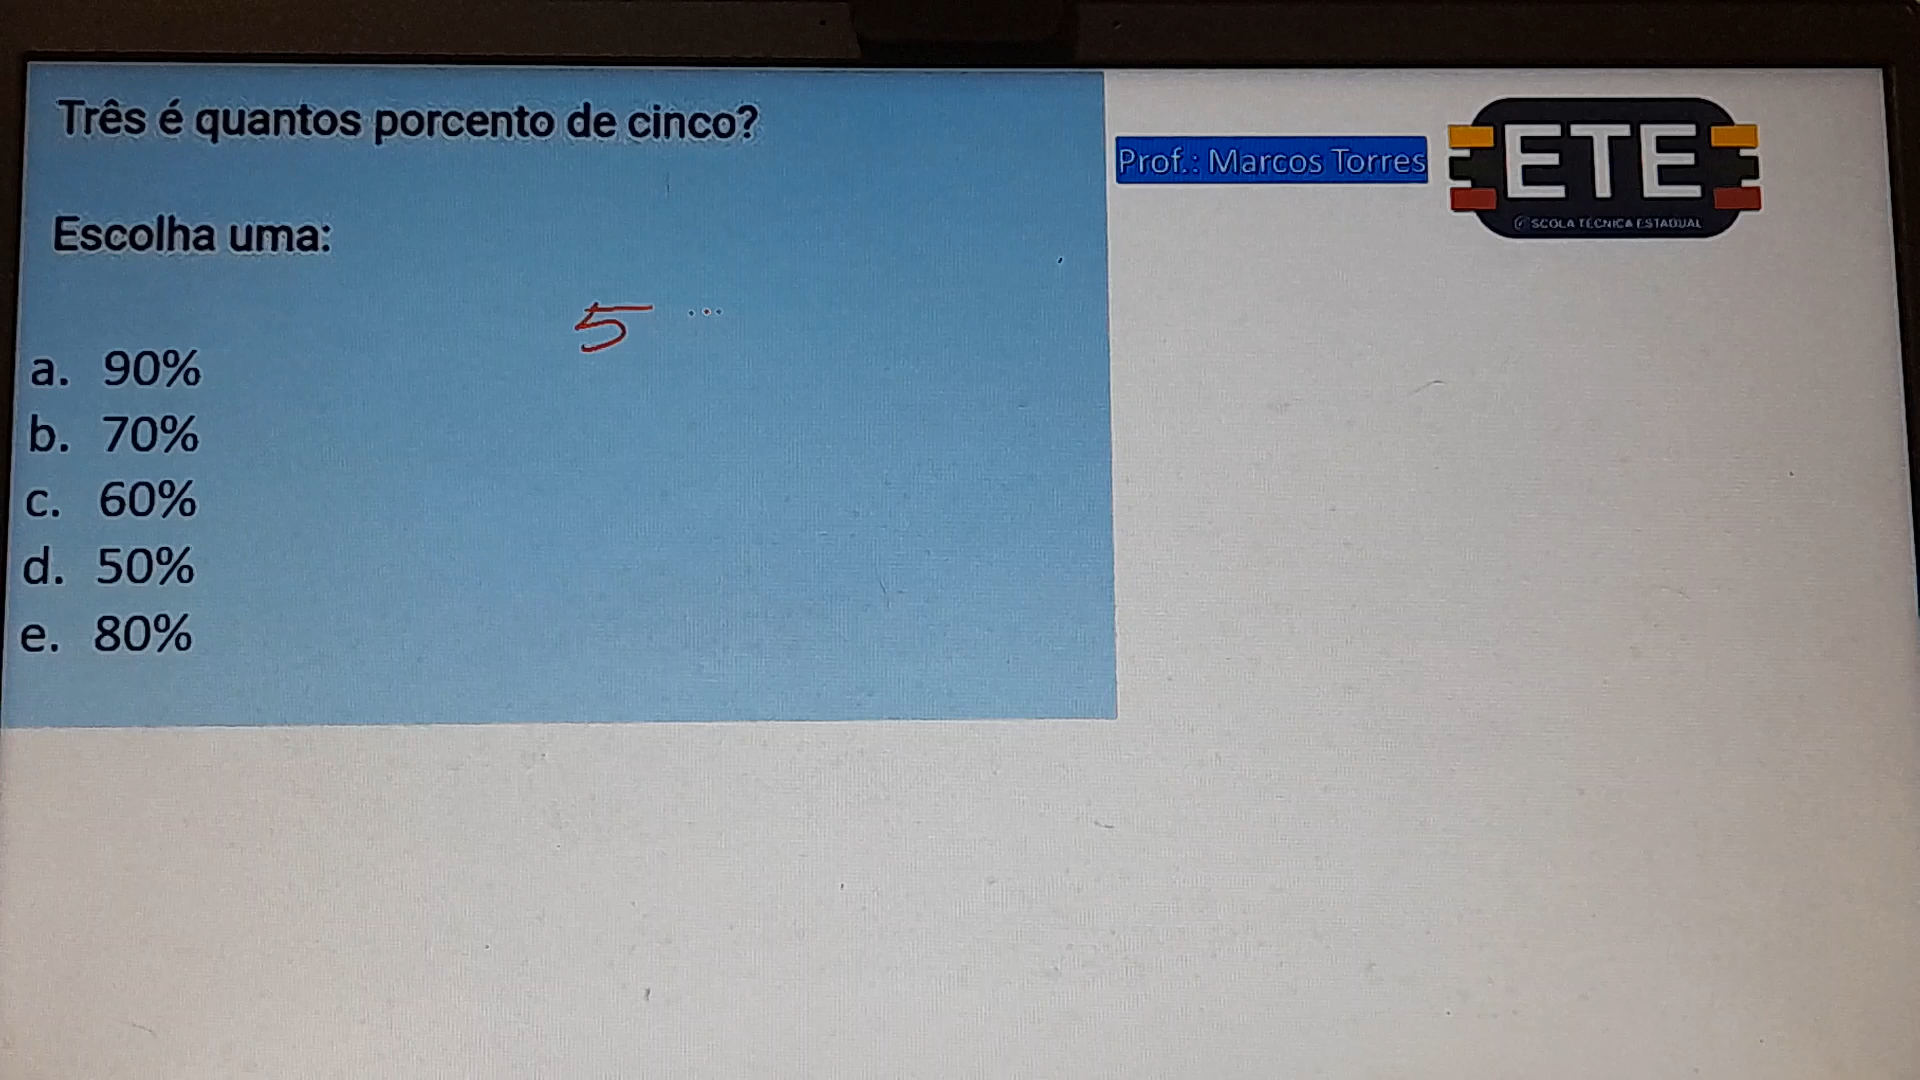 Três é quantos porcento de cinco?
Prof.: Marcos Torres
ETE
ESCOLA TÉCNICA ESTADUAL
Escolha uma:
5 ...
a. 90%
b. 70%
c. 60%
d. 50%
e. 80%